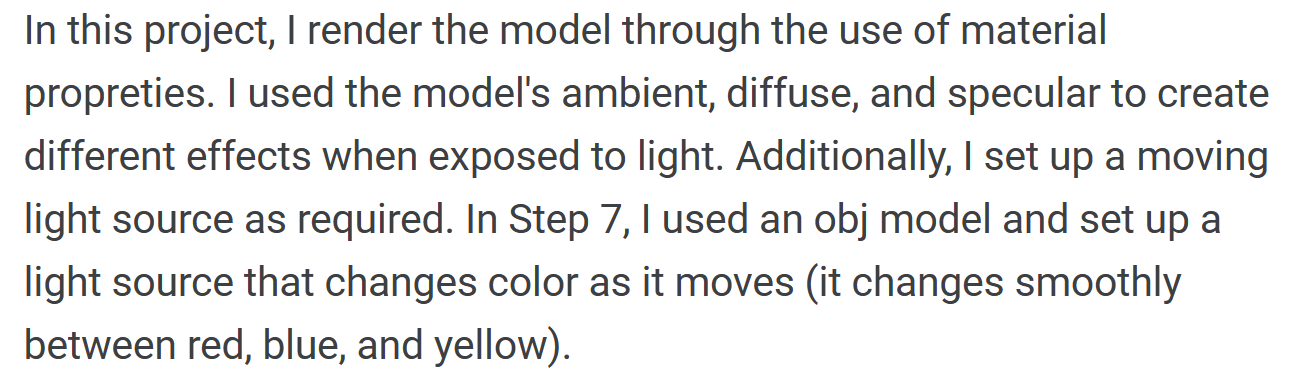 In this project, I render the model through the use of material
propreties. I used the model's ambient, diffuse, and specular to create
different effects when exposed to light. Additionally, I set up a moving
light source as required. In Step 7, I used an obj model and set up a
light source that changes color as it moves (it changes smoothly
between red, blue, and yellow).